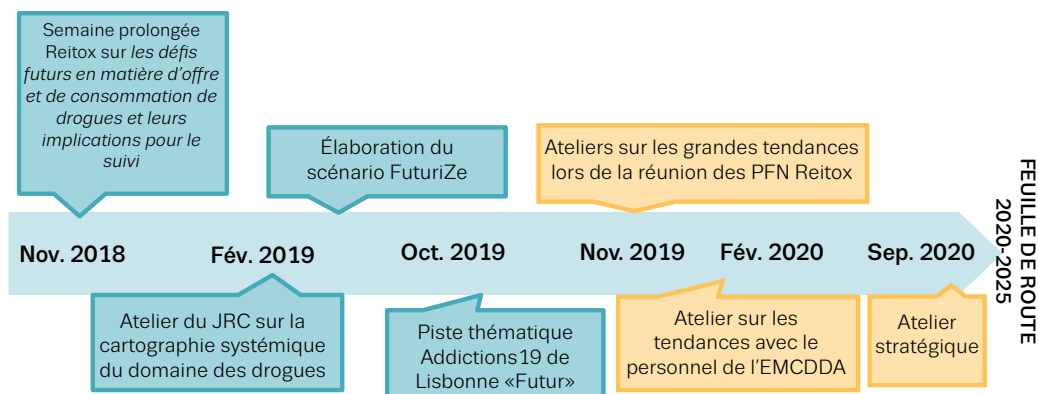 Semaine prolongée
Reitox sur les défis
futurs en matière d'offre
et de consommation de
drogues et leurs
implications pour le
suivi
Élaboration du
scénario FuturiZe
Ateliers sur les grandes tendances
lors de la réunion des PFN Reitox
Nov. 2018
Fév. 2019
Oct. 2019
Nov. 2019
Fév. 2020
Sep. 2020
FEUILLE DE ROUTE
2020-2025
Atelier du JRC sur la
cartographie systémique
du domaine des drogues
Piste thématique
Addictions19 de
Lisbonne «Futur»
Atelier sur les
tendances avec le
personnel de l'EMCDDA
Atelier
stratégique